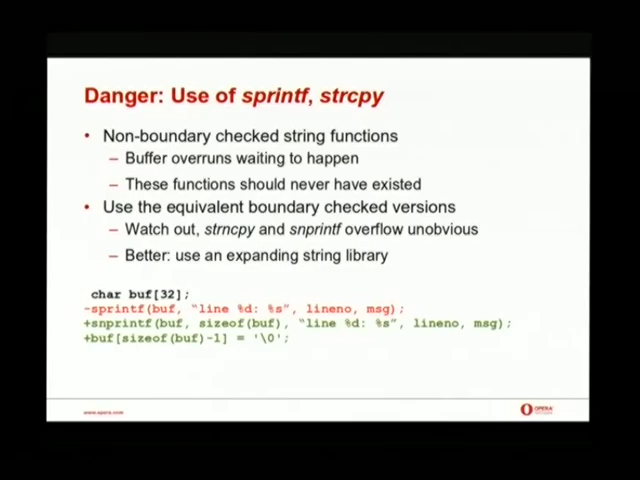 Danger: Use of sprintf, strcpy
• Non-boundary checked string functions
– Buffer overruns waiting to happen
– These functions should never have existed
• Use the equivalent boundary checked versions
– Watch out, strncpy and snprintf overflow unobvious
– Better: use an expanding string library
char buf[32];
-sprintf(buf, “line %d: %s”, lineno, msg);
+snprintf(buf, sizeof(buf), “line %d: %s”, lineno, msg);
+buf[sizeof(buf)-1] = '\0';
www.opera.com
OPERA